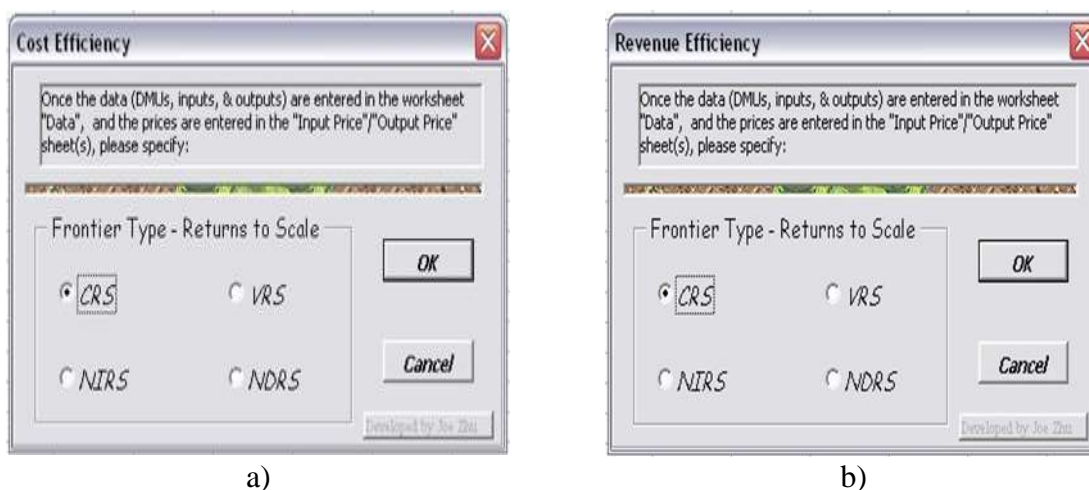 Cost Efficiency
Once the data (DMUs, inputs, & outputs) are entered in the worksheet
"Data",  and the prices are entered in the "Input Price"/"Output Price"
sheet(s), please specify:
Frontier Type - Returns to Scale
CRS
VRS
NIRS
NDRS
OK
Cancel
Developed by Joe Zhu
a)
Revenue Efficiency
Once the data (DMUs, inputs, & outputs) are entered in the worksheet
"Data",  and the prices are entered in the "Input Price"/"Output Price"
sheet(s), please specify:
Frontier Type - Returns to Scale
CRS
VRS
NIRS
NDRS
OK
Cancel
Developed by Joe Zhu
b)